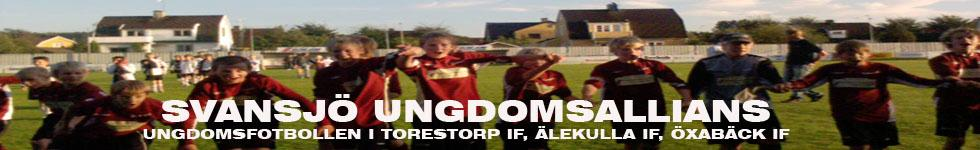 SVANSJÖ UNGDOMSALLIANS
UNGDOMSFOTBOLLEN I TORESTORP IF, ÄLEKULLA IF, ÖXABÄCK IF